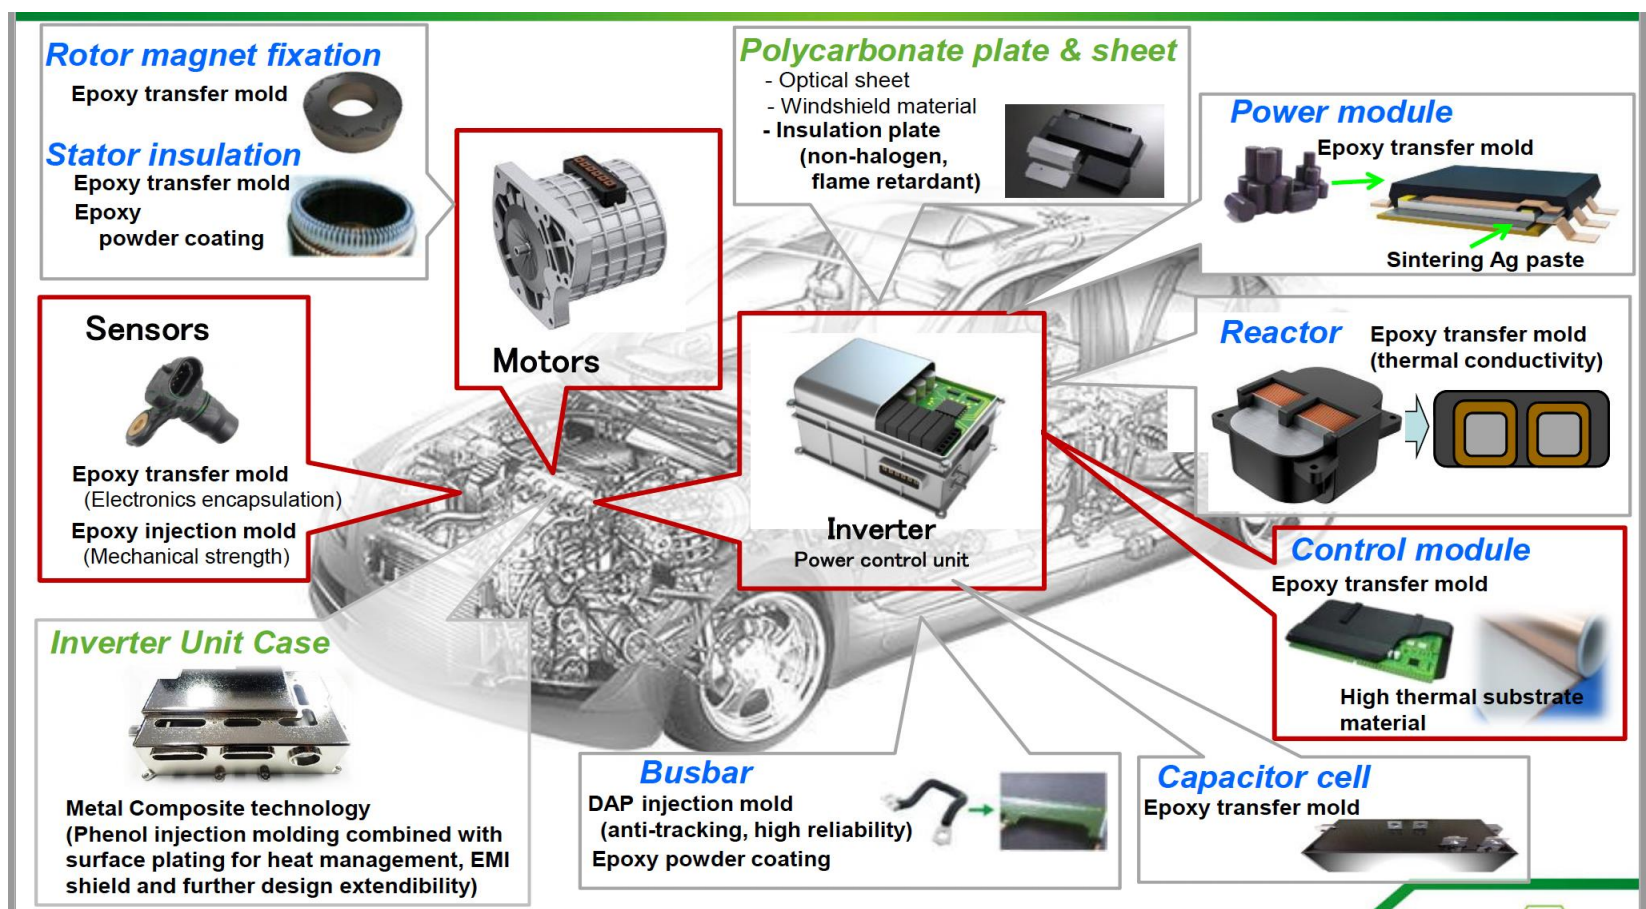 Rotor magnet fixation
Epoxy transfer mold
Stator insulation
Epoxy transfer mold
Epoxy
powder coating
Motors
Polycarbonate plate & sheet
- Optical sheet
- Windshield material
- Insulation plate
(non-halogen,
flame retardant)
Power module
Epoxy transfer mold
Sintering Ag paste
Sensors
Epoxy transfer mold
(Electronics encapsulation)
Epoxy injection mold
(Mechanical strength)
Inverter
Power control unit
Reactor
Epoxy transfer mold
(thermal conductivity)
Control module
Epoxy transfer mold
High thermal substrate
material
Inverter Unit Case
Metal Composite technology
(Phenol injection molding combined with
surface plating for heat management, EMI
shield and further design extendibility)
Busbar
DAP injection mold
(anti-tracking, high reliability)
Epoxy powder coating
Capacitor cell
Epoxy transfer mold